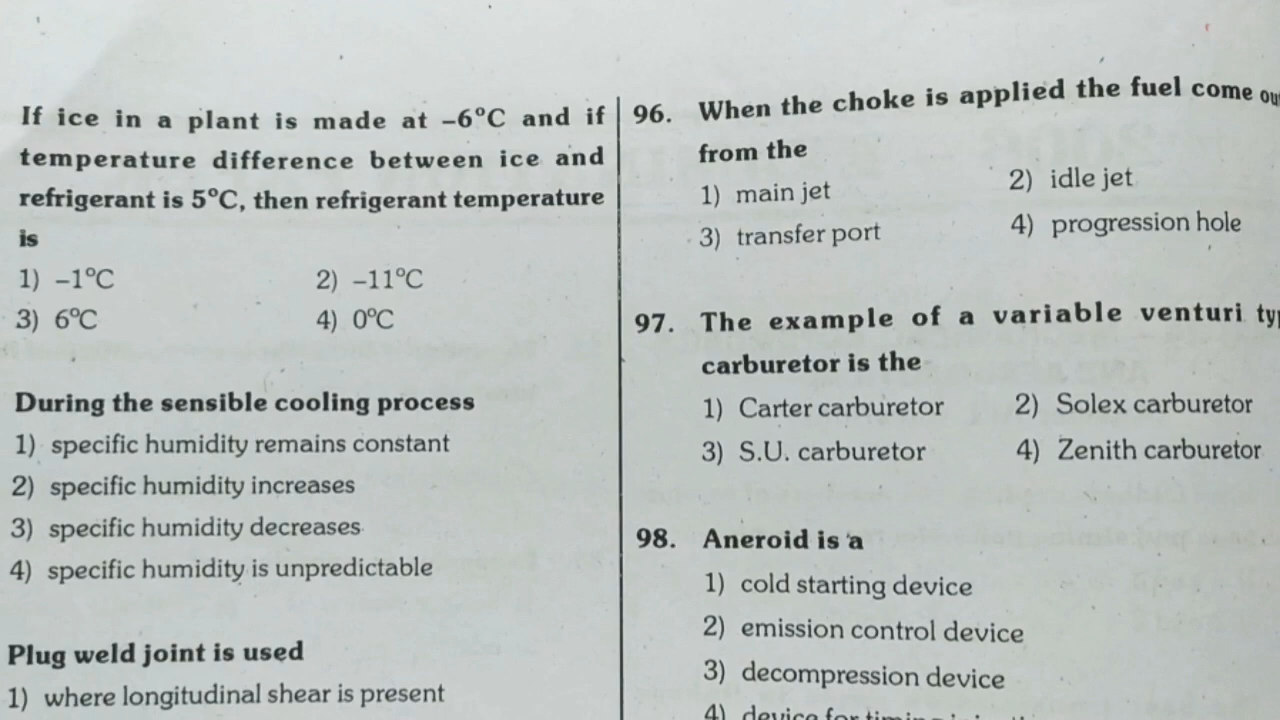 If ice in a plant is made at –6°C and if
temperature difference between ice and
refrigerant is 5°C, then refrigerant temperature
is
1) –1°C 2) –11°C
3) 6°C 4) 0°C
During the sensible cooling process
1) specific humidity remains constant
2) specific humidity increases
3) specific humidity decreases
4) specific humidity is unpredictable
Plug weld joint is used
1) where longitudinal shear is present
96. When the choke is applied the fuel come ou
from the
1) main jet 2) idle jet
3) transfer port 4) progression hole
97. The example of a variable venturi ty
carburetor is the
1) Carter carburetor 2) Solex carburetor
3) S.U. carburetor 4) Zenith carburetor
98. Aneroid is a
1) cold starting device
2) emission control device
3) decompression device
4) device for